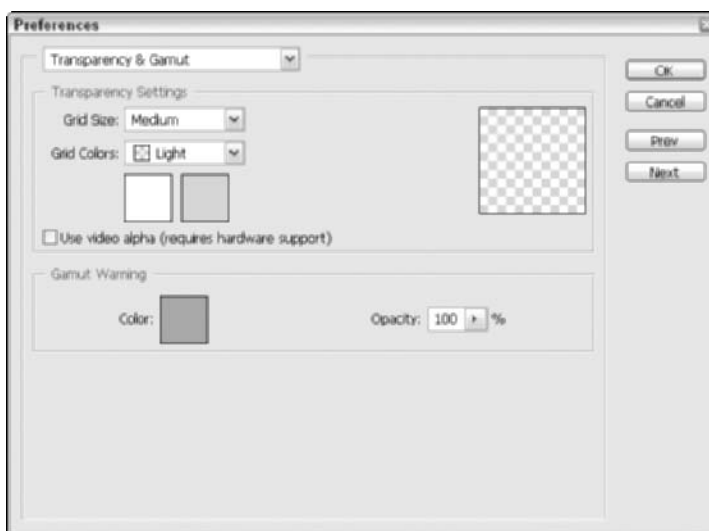 Preferences
Transparency & Gamut
OK
Cancel
Prev
Next
Transparency Settings
Grid Size: Medium
Grid Colors: Light
Use video alpha (requires hardware support)
Gamut Warning
Color:
Opacity: 100 %